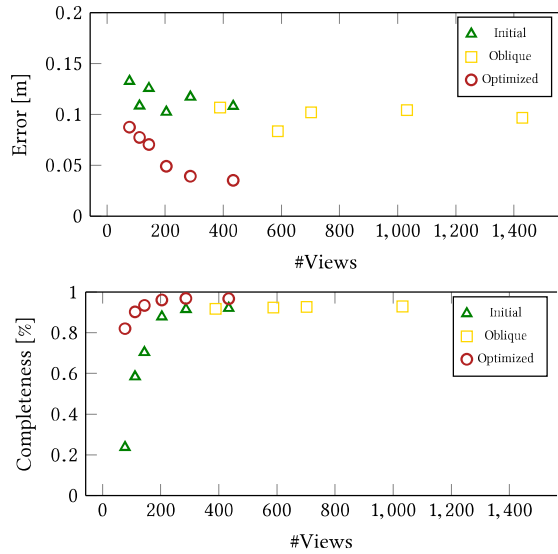 0.2
0.15
0.1
0.05
0
Error [m]
Initial
Oblique
Optimized
0 200 400 600 800 1,000 1,200 1,400
#Views
1
0.8
0.6
0.4
0.2
0
Completeness [%]
Initial
Oblique
Optimized
0 200 400 600 800 1,000 1,200 1,400
#Views